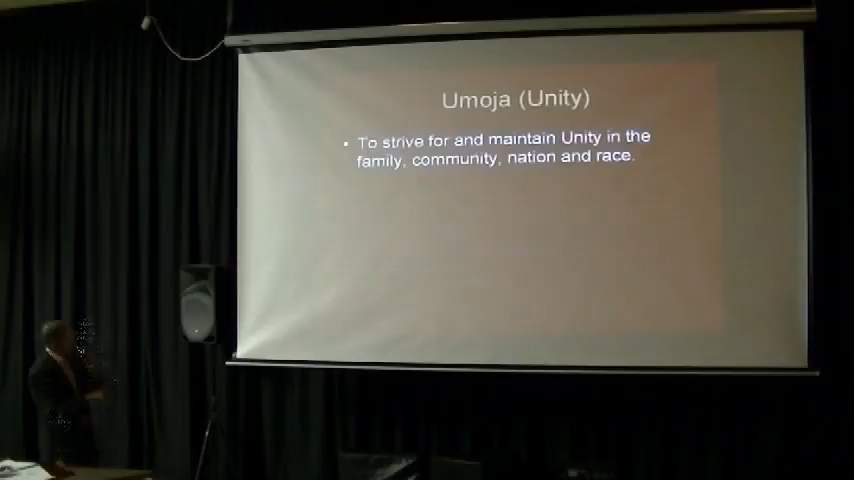 Umoja (Unity)
• To strive for and maintain Unity in the
family, community, nation and race.